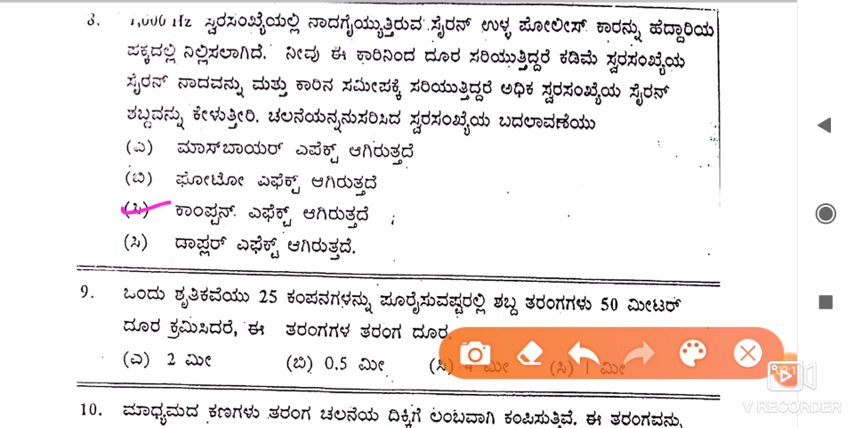 8. 1,000 Hz ಸ್ವರಸಂಖ್ಯೆಯಲ್ಲಿ ನಾದಗೈಯ್ಯುತ್ತಿರುವ ಸೈರನ್ ಉಳ್ಳ ಪೋಲೀಸ್ ಕಾರನ್ನು ಹೆದ್ದಾರಿಯ
ಪಕ್ಕದಲ್ಲಿ ನಿಲ್ಲಿಸಲಾಗಿದೆ. ನೀವು ಈ ಕಾರಿನಿಂದ ದೂರ ಸರಿಯುತ್ತಿದ್ದರೆ ಕಡಿಮೆ ಸ್ವರಸಂಖ್ಯೆಯ
ಸೈರನ್ ನಾದವನ್ನು ಮತ್ತು ಕಾರಿನ ಸಮೀಪಕ್ಕೆ ಸರಿಯುತ್ತಿದ್ದರೆ ಅಧಿಕ ಸ್ವರಸಂಖ್ಯೆಯ ಸೈರನ್
ಶಬ್ದವನ್ನು ಕೇಳುತ್ತೀರಿ. ಚಲನೆಯನ್ನನುಸರಿಸಿದ ಸ್ವರಸಂಖ್ಯೆಯ ಬದಲಾವಣೆಯು
(ಎ) ಮಾಸ್‌ಬಾಯರ್ ಎಫೆಕ್ಟ್ ಆಗಿರುತ್ತದೆ
(ಬಿ) ಫೋಟೋ ಎಫೆಕ್ಟ್ ಆಗಿರುತ್ತದೆ
(ಸಿ) ಕಾಂಪ್ಟನ್ ಎಫೆಕ್ಟ್ ಆಗಿರುತ್ತದೆ ;
(ಸಿ) ಡಾಪ್ಲರ್ ಎಫೆಕ್ಟ್ ಆಗಿರುತ್ತದೆ.
9. ಒಂದು ಶೃತಿಕವೆಯು 25 ಕಂಪನಗಳನ್ನು ಪೂರೈಸುವಷ್ಟರಲ್ಲಿ ಶಬ್ದ ತರಂಗಗಳು 50 ಮೀಟರ್
ದೂರ ಕ್ರಮಿಸಿದರೆ, ಈ ತರಂಗಗಳ ತರಂಗ ದೂರ
(ಎ) 2 ಮೀ (ಬಿ) 0.5 ಮೀ (ಸಿ) 4 ಮೀ (ಸಿ) 1 ಮೀ
10. ಮಾಧ್ಯಮದ ಕಣಗಳು ತರಂಗ ಚಲನೆಯ ದಿಕ್ಕಿಗೆ ಲಂಬವಾಗಿ ಕಂಪಿಸುತ್ತಿವೆ. ಈ ತರಂಗವನ್ನು
V RECORDER